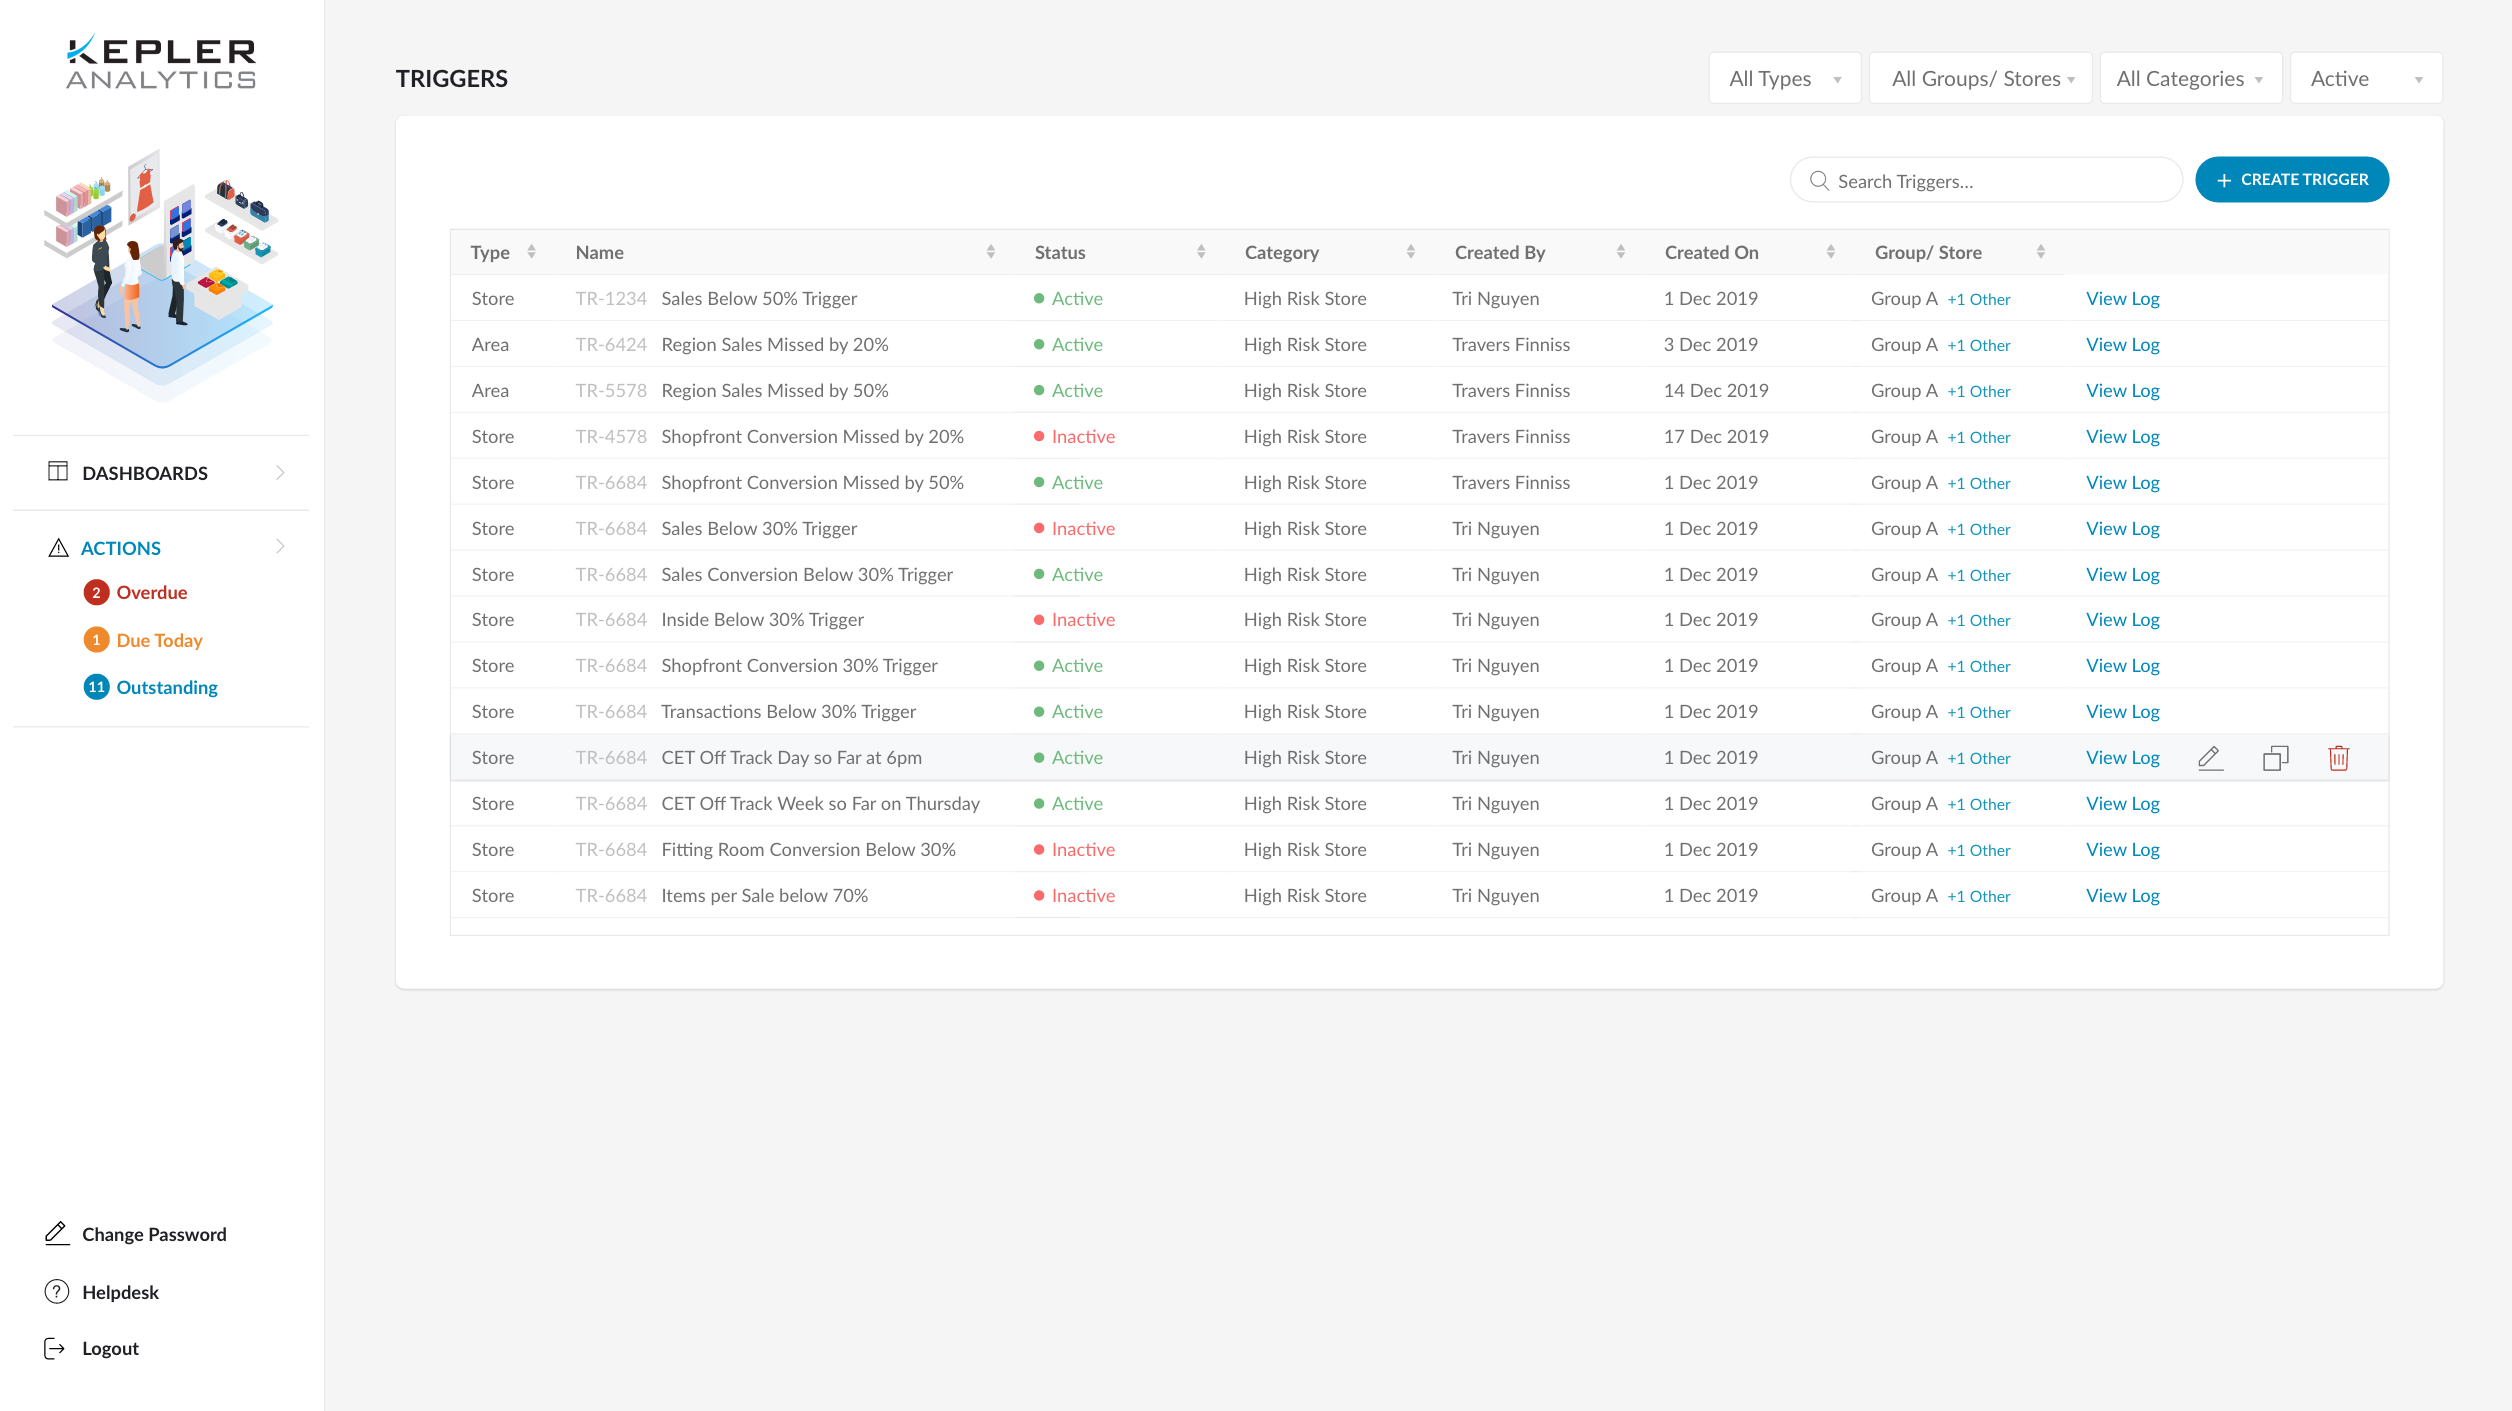 KEPLER
ANALYTICS
DASHBOARDS
ACTIONS
2 Overdue
1 Due Today
11 Outstanding
Change Password
? Helpdesk
Logout
TRIGGERS All Types All Groups/ Stores All Categories Active
Search Triggers... + CREATE TRIGGER
Type Name Status Category Created By Created On Group/ Store
Store TR-1234 Sales Below 50% Trigger Active High Risk Store Tri Nguyen 1 Dec 2019 Group A +1 Other View Log
Area TR-6424 Region Sales Missed by 20% Active High Risk Store Travers Finniss 3 Dec 2019 Group A +1 Other View Log
Area TR-5578 Region Sales Missed by 50% Active High Risk Store Travers Finniss 14 Dec 2019 Group A +1 Other View Log
Store TR-4578 Shopfront Conversion Missed by 20% Inactive High Risk Store Travers Finniss 17 Dec 2019 Group A +1 Other View Log
Store TR-6684 Shopfront Conversion Missed by 50% Active High Risk Store Travers Finniss 1 Dec 2019 Group A +1 Other View Log
Store TR-6684 Sales Below 30% Trigger Inactive High Risk Store Tri Nguyen 1 Dec 2019 Group A +1 Other View Log
Store TR-6684 Sales Conversion Below 30% Trigger Active High Risk Store Tri Nguyen 1 Dec 2019 Group A +1 Other View Log
Store TR-6684 Inside Below 30% Trigger Inactive High Risk Store Tri Nguyen 1 Dec 2019 Group A +1 Other View Log
Store TR-6684 Shopfront Conversion 30% Trigger Active High Risk Store Tri Nguyen 1 Dec 2019 Group A +1 Other View Log
Store TR-6684 Transactions Below 30% Trigger Active High Risk Store Tri Nguyen 1 Dec 2019 Group A +1 Other View Log
Store TR-6684 CET Off Track Day so Far at 6pm Active High Risk Store Tri Nguyen 1 Dec 2019 Group A +1 Other View Log
Store TR-6684 CET Off Track Week so Far on Thursday Active High Risk Store Tri Nguyen 1 Dec 2019 Group A +1 Other View Log
Store TR-6684 Fitting Room Conversion Below 30% Inactive High Risk Store Tri Nguyen 1 Dec 2019 Group A +1 Other View Log
Store TR-6684 Items per Sale below 70% Inactive High Risk Store Tri Nguyen 1 Dec 2019 Group A +1 Other View Log